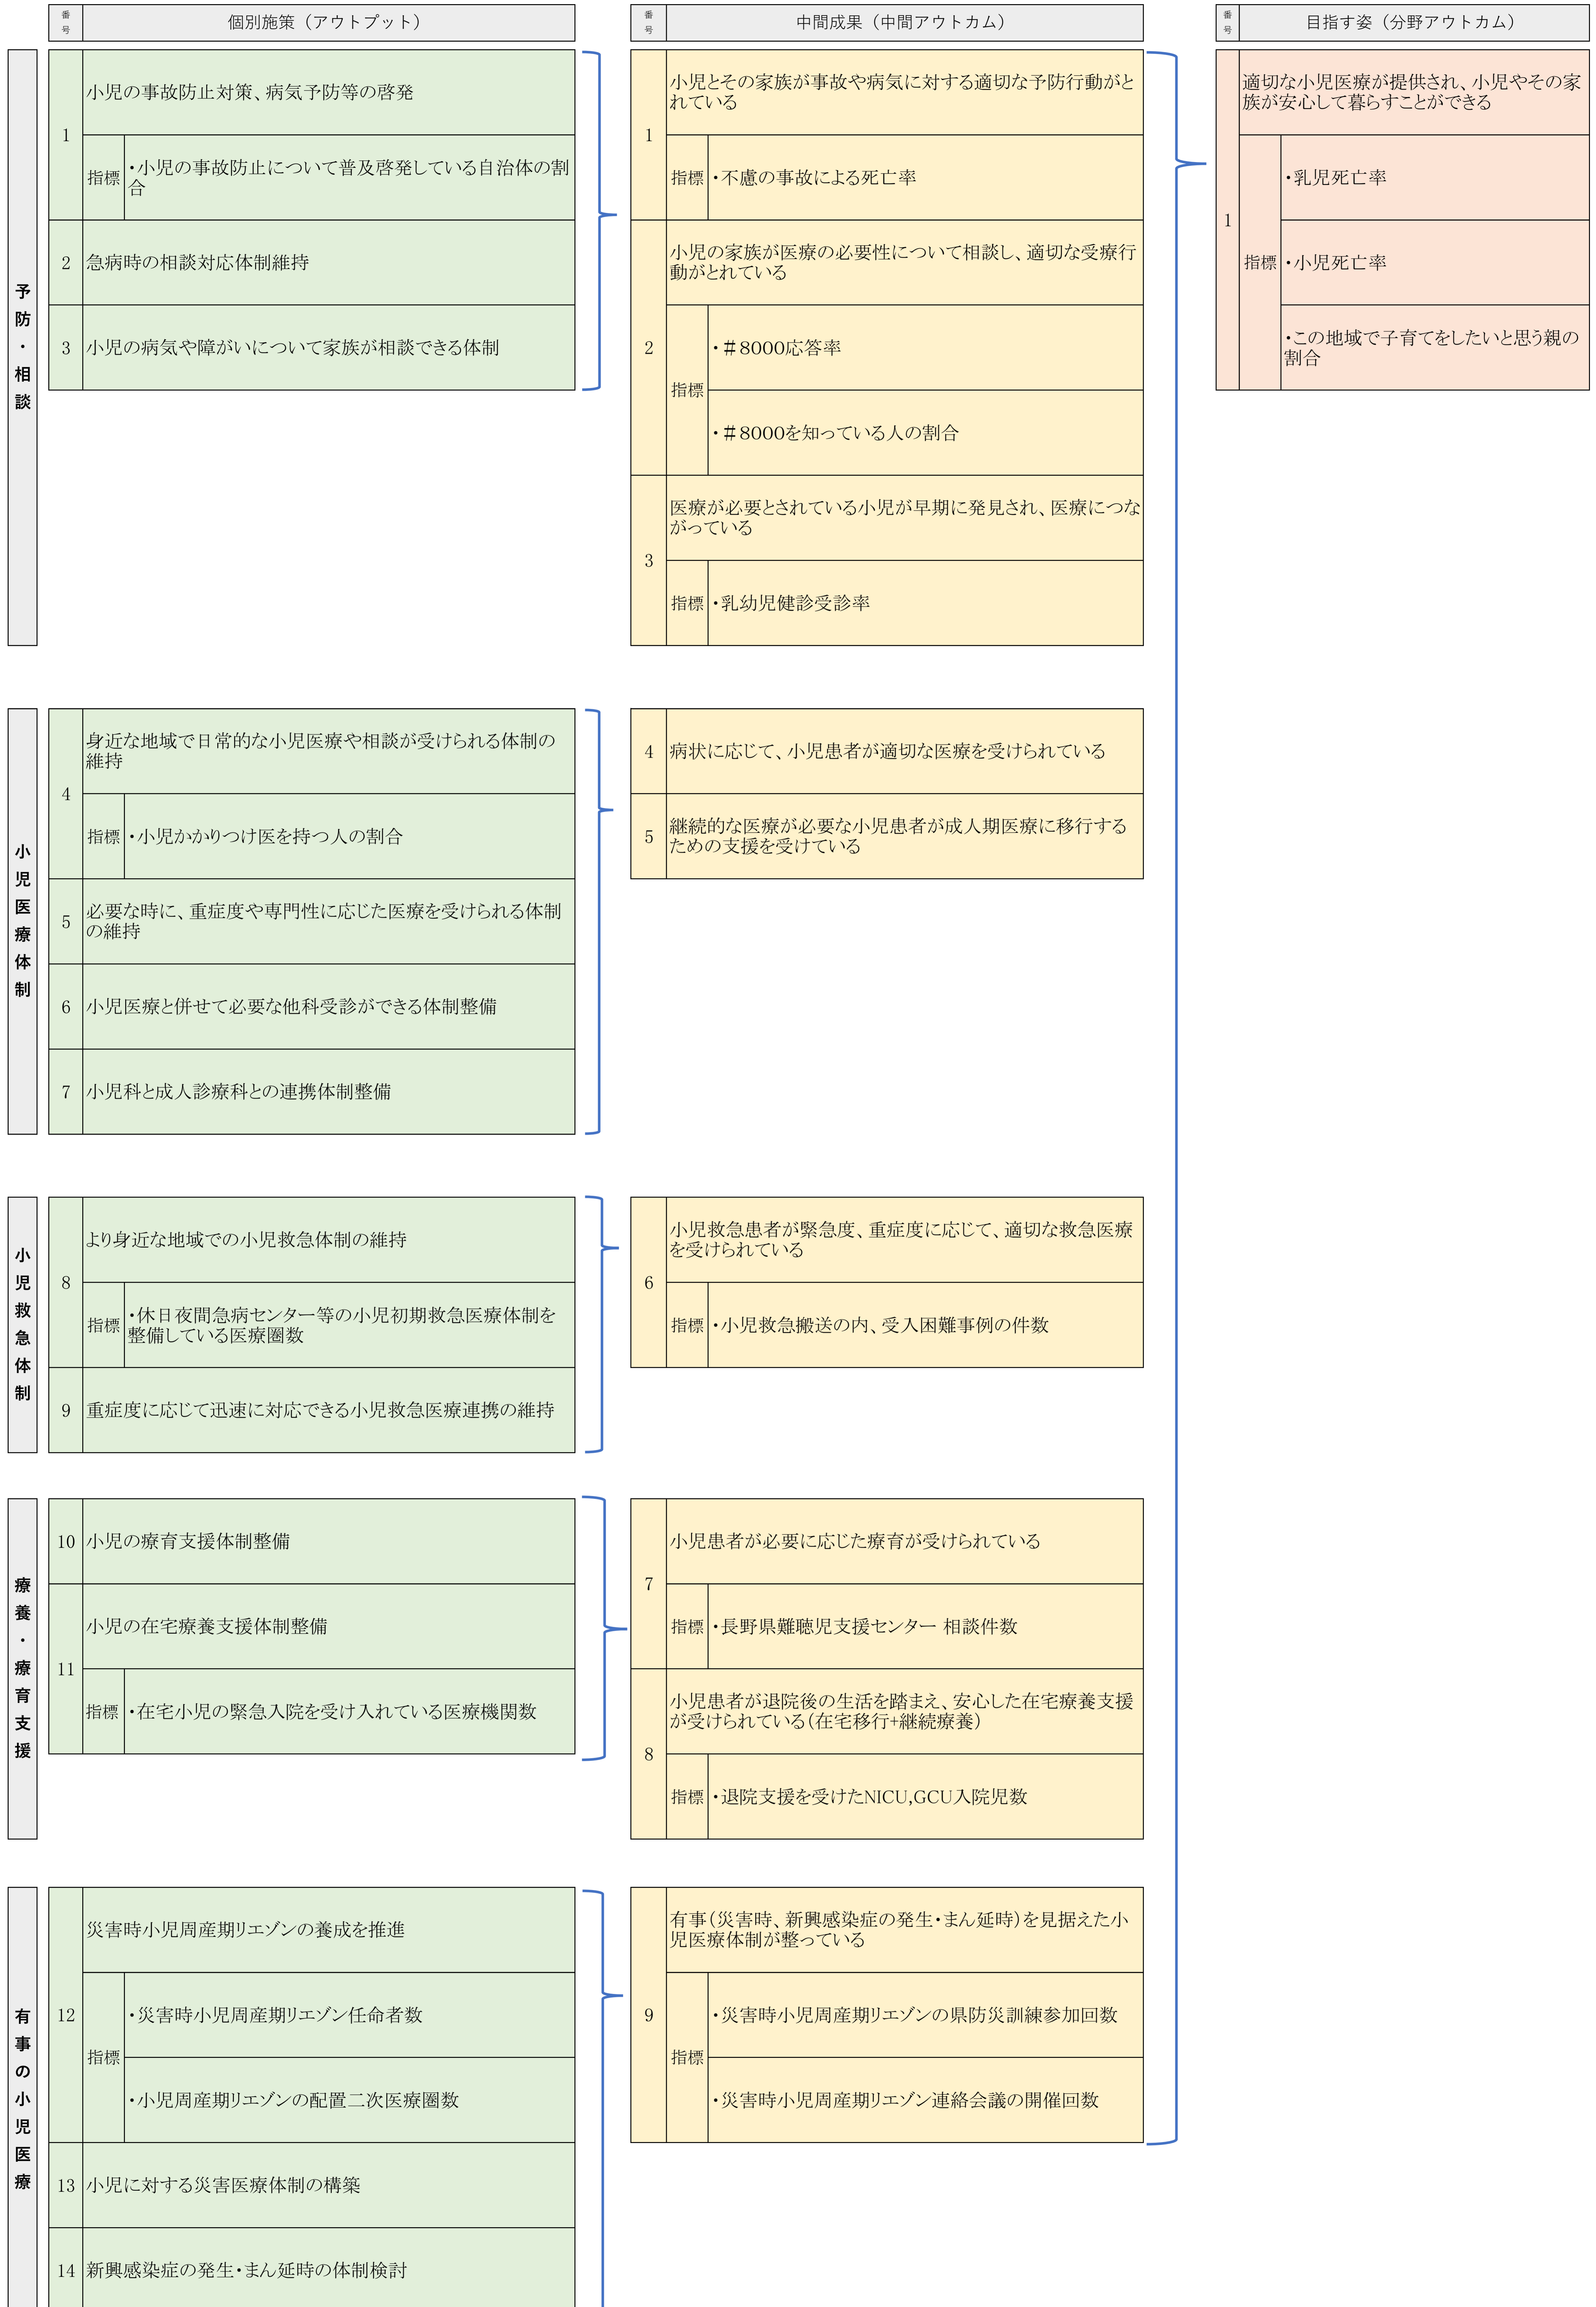 番号
個別施策（アウトプット）
番号
中間成果（中間アウトカム）
番号
目指す姿（分野アウトカム）
予防・相談
1
小児の事故防止対策、病気予防等の啓発
指標
・小児の事故防止について普及啓発している自治体の割
合
2
急病時の相談対応体制維持
3
小児の病気や障がいについて家族が相談できる体制
1
小児とその家族が事故や病気に対する適切な予防行動がと
れている
指標
・不慮の事故による死亡率
2
小児の家族が医療の必要性について相談し、適切な受療行
動がとれている
指標
・＃8000応答率
・＃8000を知っている人の割合
3
医療が必要とされている小児が早期に発見され、医療につな
がっている
指標
・乳幼児健診受診率
1
適切な小児医療が提供され、小児やその家
族が安心して暮らすことができる
指標
・乳児死亡率
・小児死亡率
・この地域で子育てをしたいと思う親の
割合
小児医療体制
4
身近な地域で日常的な小児医療や相談が受けられる体制の
維持
指標
・小児かかりつけ医を持つ人の割合
5
必要な時に、重症度や専門性に応じた医療を受けられる体制
の維持
6
小児医療と併せて必要な他科受診ができる体制整備
7
小児科と成人診療科との連携体制整備
4
病状に応じて、小児患者が適切な医療を受けられている
5
継続的な医療が必要な小児患者が成人期医療に移行する
ための支援を受けている
小児救急体制
8
より身近な地域での小児救急体制の維持
指標
・休日夜間急病センター等の小児初期救急医療体制を
整備している医療圏数
9
重症度に応じて迅速に対応できる小児救急医療連携の維持
6
小児救急患者が緊急度、重症度に応じて、適切な救急医療
を受けられている
指標
・小児救急搬送の内、受入困難事例の件数
療養・療育支援
10
小児の療育支援体制整備
11
小児の在宅療養支援体制整備
指標
・在宅小児の緊急入院を受け入れている医療機関数
7
小児患者が必要に応じた療育が受けられている
指標
・長野県難聴児支援センター 相談件数
8
小児患者が退院後の生活を踏まえ、安心した在宅療養支援
が受けられている（在宅移行+継続療養）
指標
・退院支援を受けたNICU,GCU入院児数
有事の小児医療
12
災害時小児周産期リエゾンの養成を推進
指標
・災害時小児周産期リエゾン任命者数
・小児周産期リエゾンの配置二次医療圏数
13
小児に対する災害医療体制の構築
14
新興感染症の発生・まん延時の体制検討
9
有事（災害時、新興感染症の発生・まん延時）を見据えた小
児医療体制が整っている
指標
・災害時小児周産期リエゾンの県防災訓練参加回数
・災害時小児周産期リエゾン連絡会議の開催回数